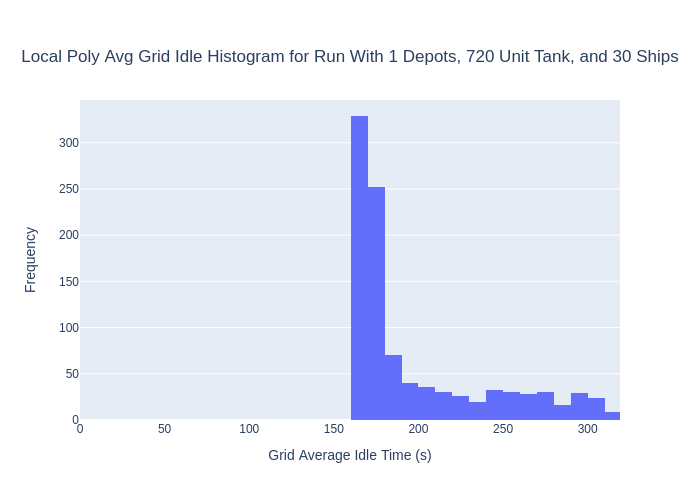 Local Poly Avg Grid Idle Histogram for Run With 1 Depots, 720 Unit Tank, and 30 Ships
300
250
200
150
100
50
0
Frequency
0 50 100 150 200 250 300
Grid Average Idle Time (s)